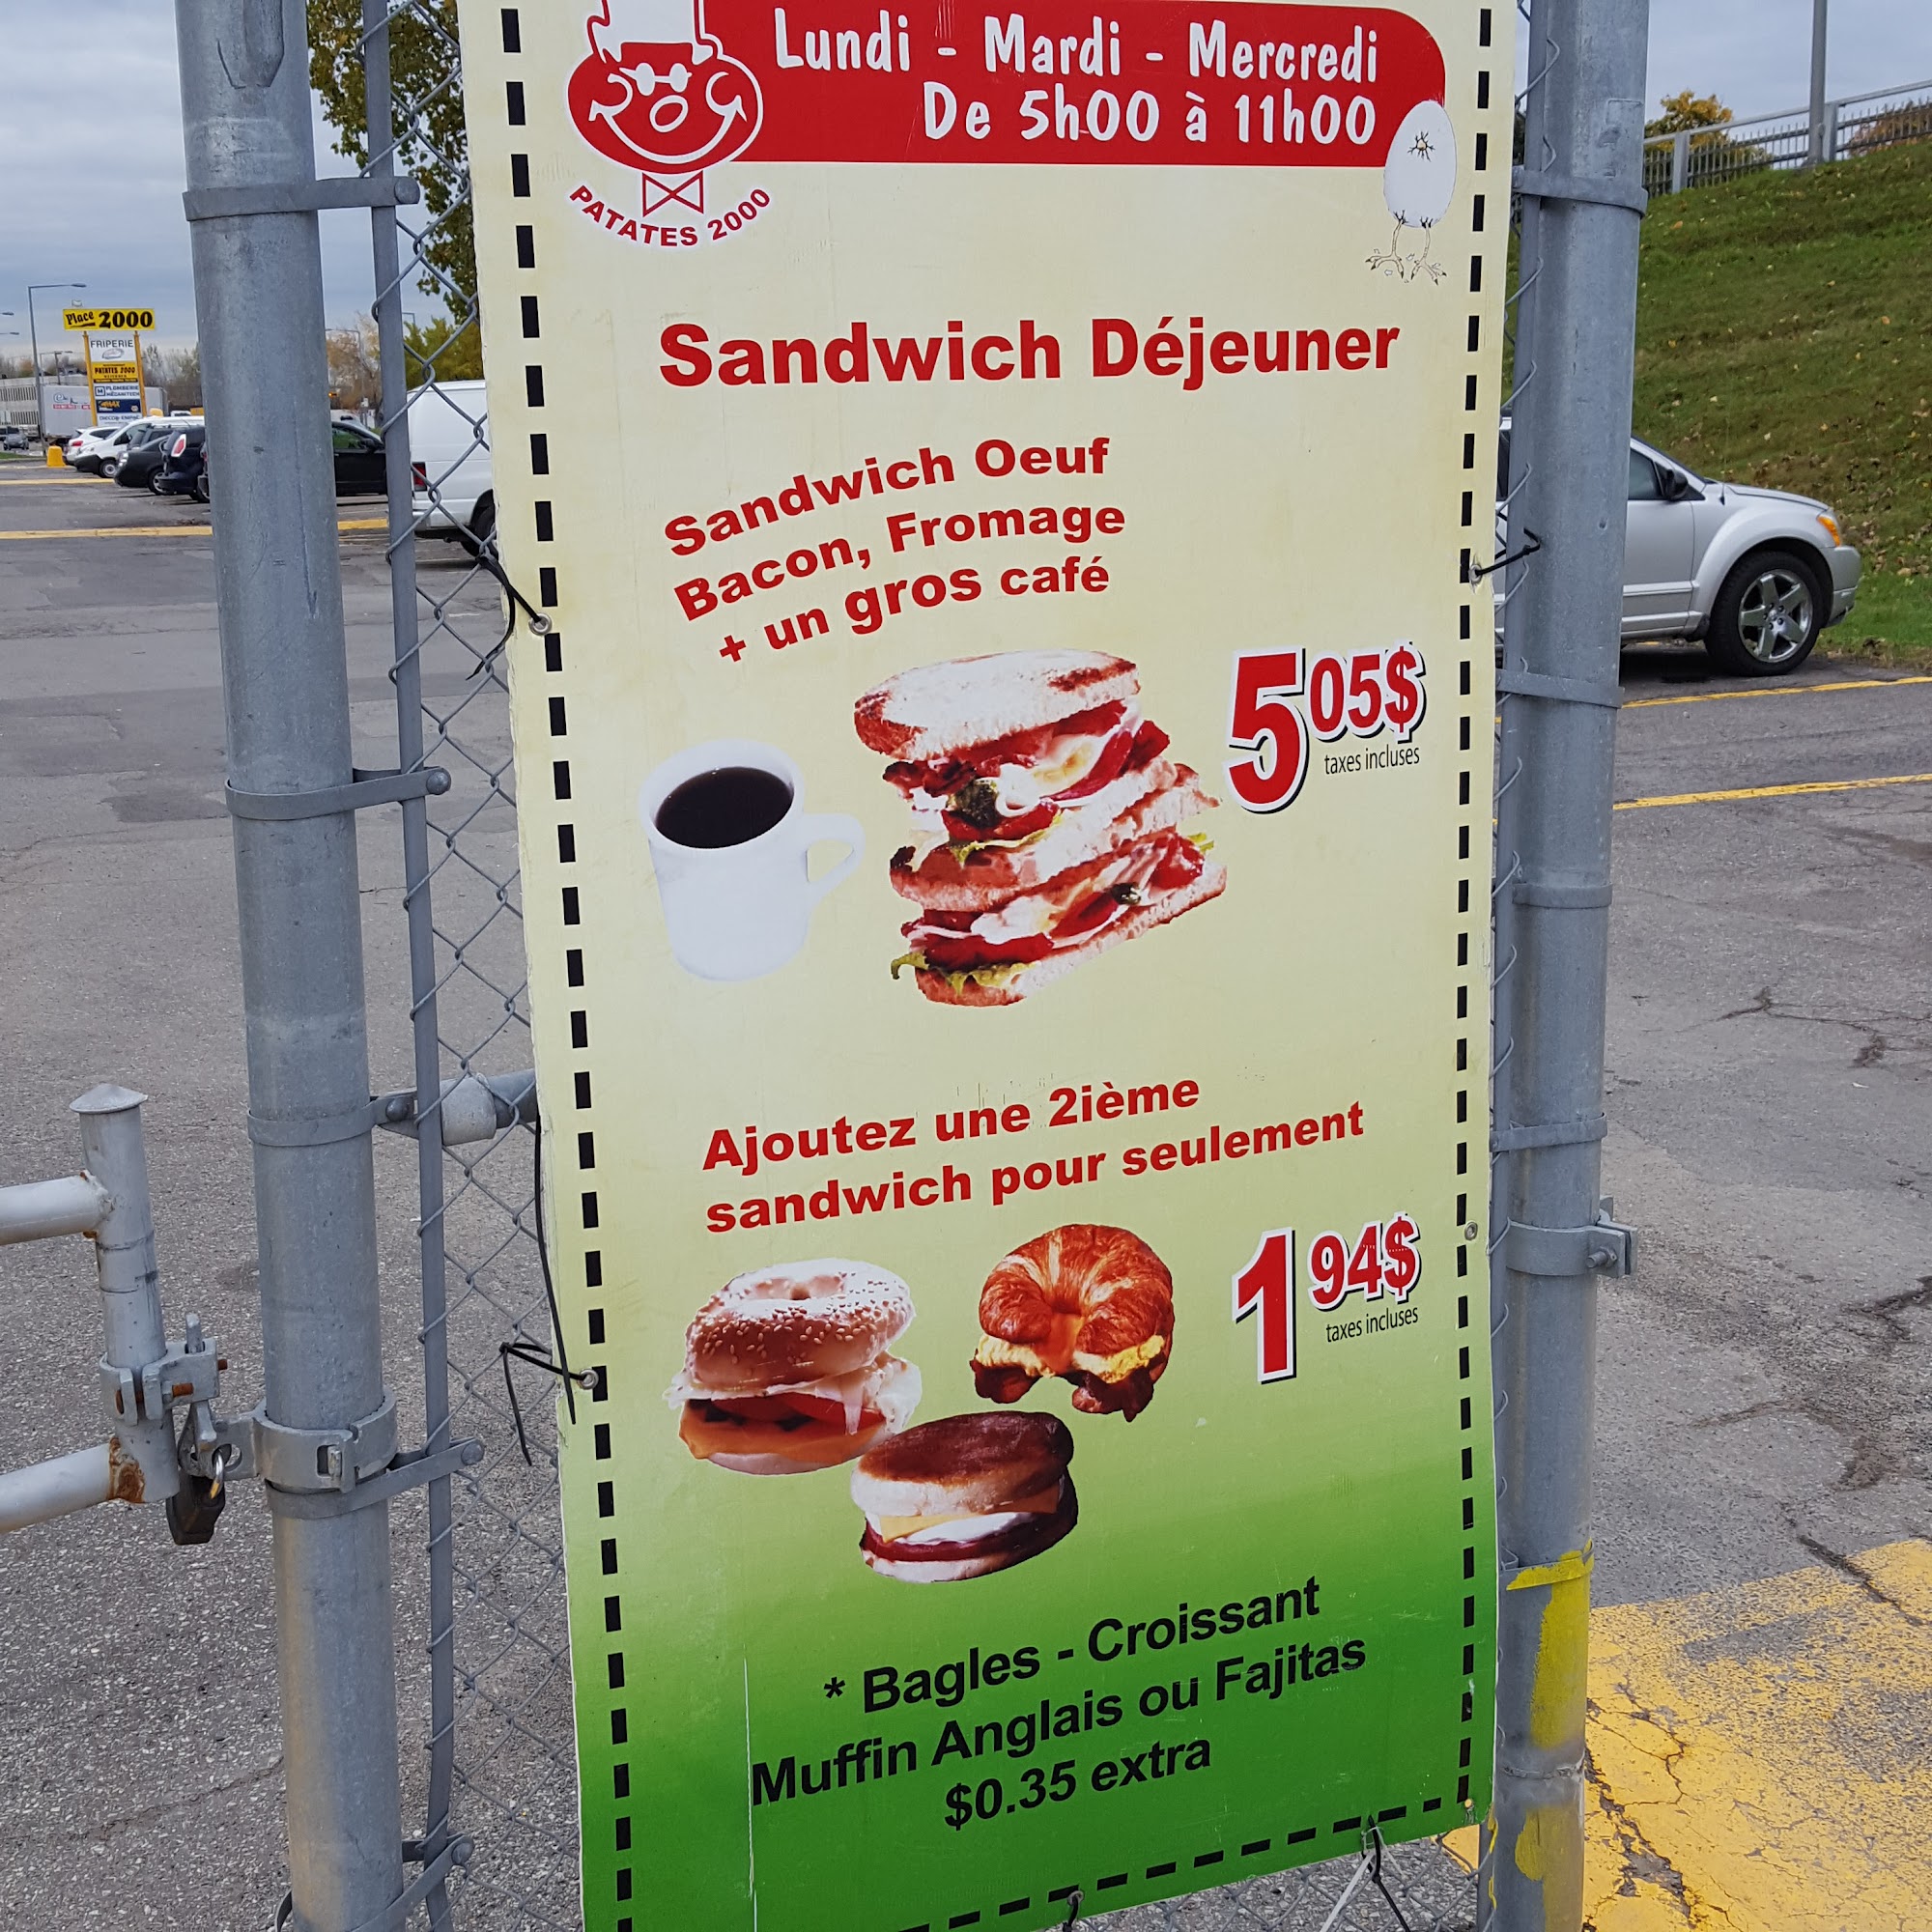 Lundi - Mardi - Mercredi
De 5h00 à 11h00
PATATES 2000
Sandwich Déjeuner
Sandwich Oeuf
Bacon, Fromage
+ un gros café
5 05$
taxes incluses
Ajoutez une 2ième
sandwich pour seulement
1 94$
taxes incluses
* Bagles - Croissant
Muffin Anglais ou Fajitas
$0.35 extra
Place 2000
FRIPERIE
PATATES 2000
PLOMBERIE